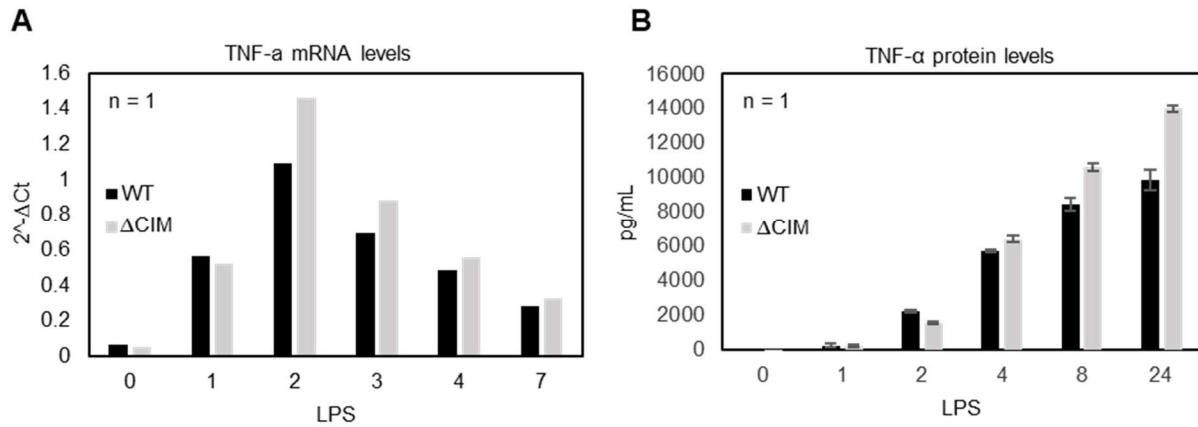 A
TNF-a mRNA levels
1.6
1.4
1.2
1
0.8
0.6
0.4
0.2
0
2^-ΔCt
n = 1
WT
ΔCIM
0 1 2 3 4 7
LPS
B
TNF-α protein levels
16000
14000
12000
10000
8000
6000
4000
2000
0
pg/mL
n = 1
WT
ΔCIM
0 1 2 4 8 24
LPS